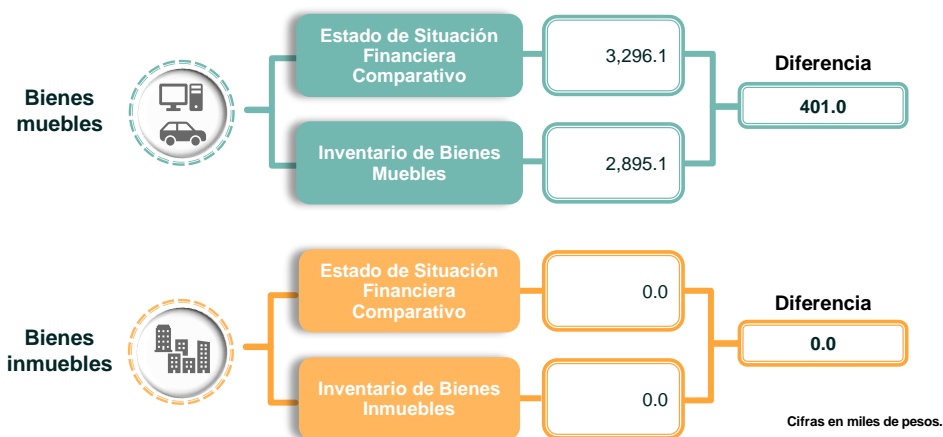 Bienes
muebles
Estado de Situación
Financiera
Comparativo
3,296.1
Inventario de Bienes
Muebles
2,895.1
Diferencia
401.0
Bienes
inmuebles
Estado de Situación
Financiera
Comparativo
0.0
Inventario de Bienes
Inmuebles
0.0
Diferencia
0.0
Cifras en miles de pesos.